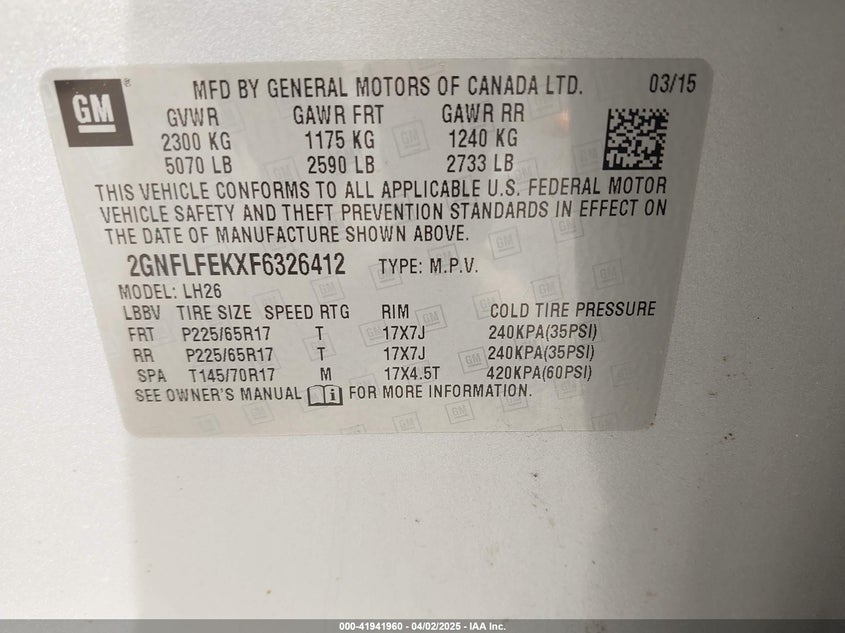 GM ® MFD BY GENERAL MOTORS OF CANADA LTD. 03/15
GVWR GAWR FRT GAWR RR
2300 KG 1175 KG 1240 KG
5070 LB 2590 LB 2733 LB
THIS VEHICLE CONFORMS TO ALL APPLICABLE U.S. FEDERAL MOTOR
VEHICLE SAFETY AND THEFT PREVENTION STANDARDS IN EFFECT ON
THE DATE OF MANUFACTURE SHOWN ABOVE.
2GNFLFEKXF6326412 TYPE: M.P.V.
MODEL: LH26
LBBV TIRE SIZE SPEED RTG RIM COLD TIRE PRESSURE
FRT P225/65R17 T 17X7J 240KPA(35PSI)
RR P225/65R17 T 17X7J 240KPA(35PSI)
SPA T145/70R17 M 17X4.5T 420KPA(60PSI)
SEE OWNER'S MANUAL i FOR MORE INFORMATION.
000-41941960 - 04/02/2025 - IAA Inc.